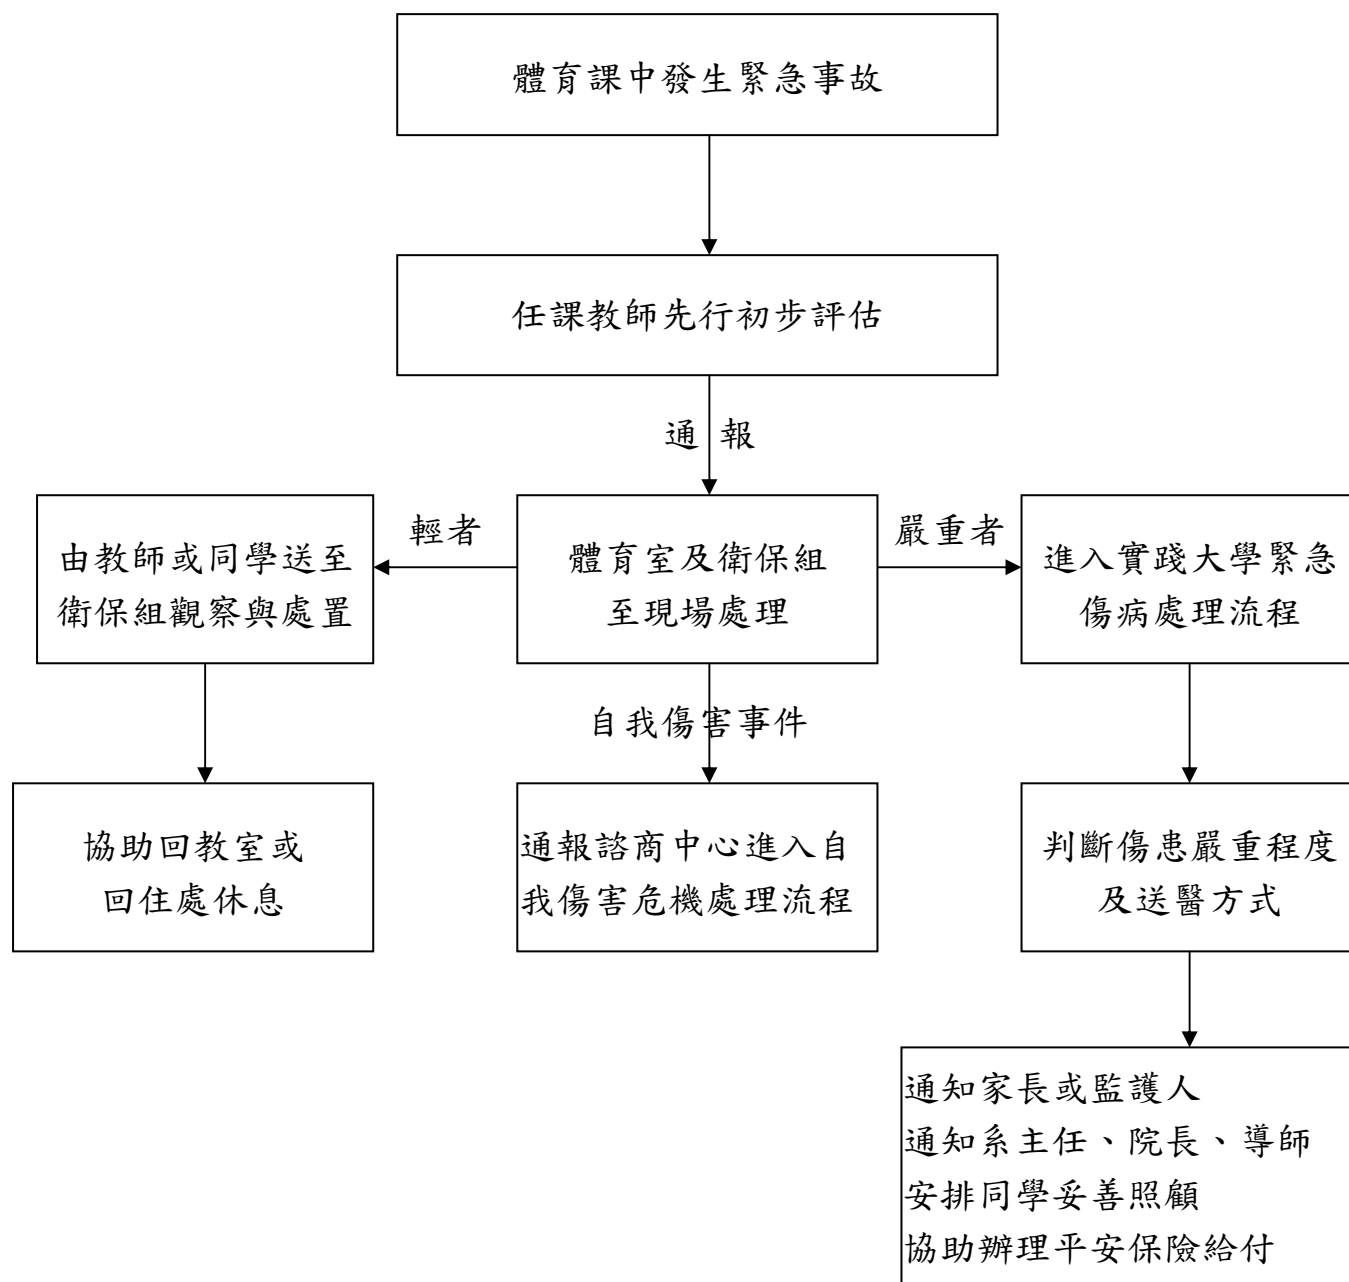 體育課中發生緊急事故
任課教師先行初步評估
通報
輕者
嚴重者
由教師或同學送至
衛保組觀察與處置
體育室及衛保組
至現場處理
進入實踐大學緊急
傷病處理流程
自我傷害事件
協助回教室或
回住處休息
通報諮商中心進入自
我傷害危機處理流程
判斷傷患嚴重程度
及送醫方式
通知家長或監護人
通知系主任、院長、導師
安排同學妥善照顧
協助辦理平安保險給付